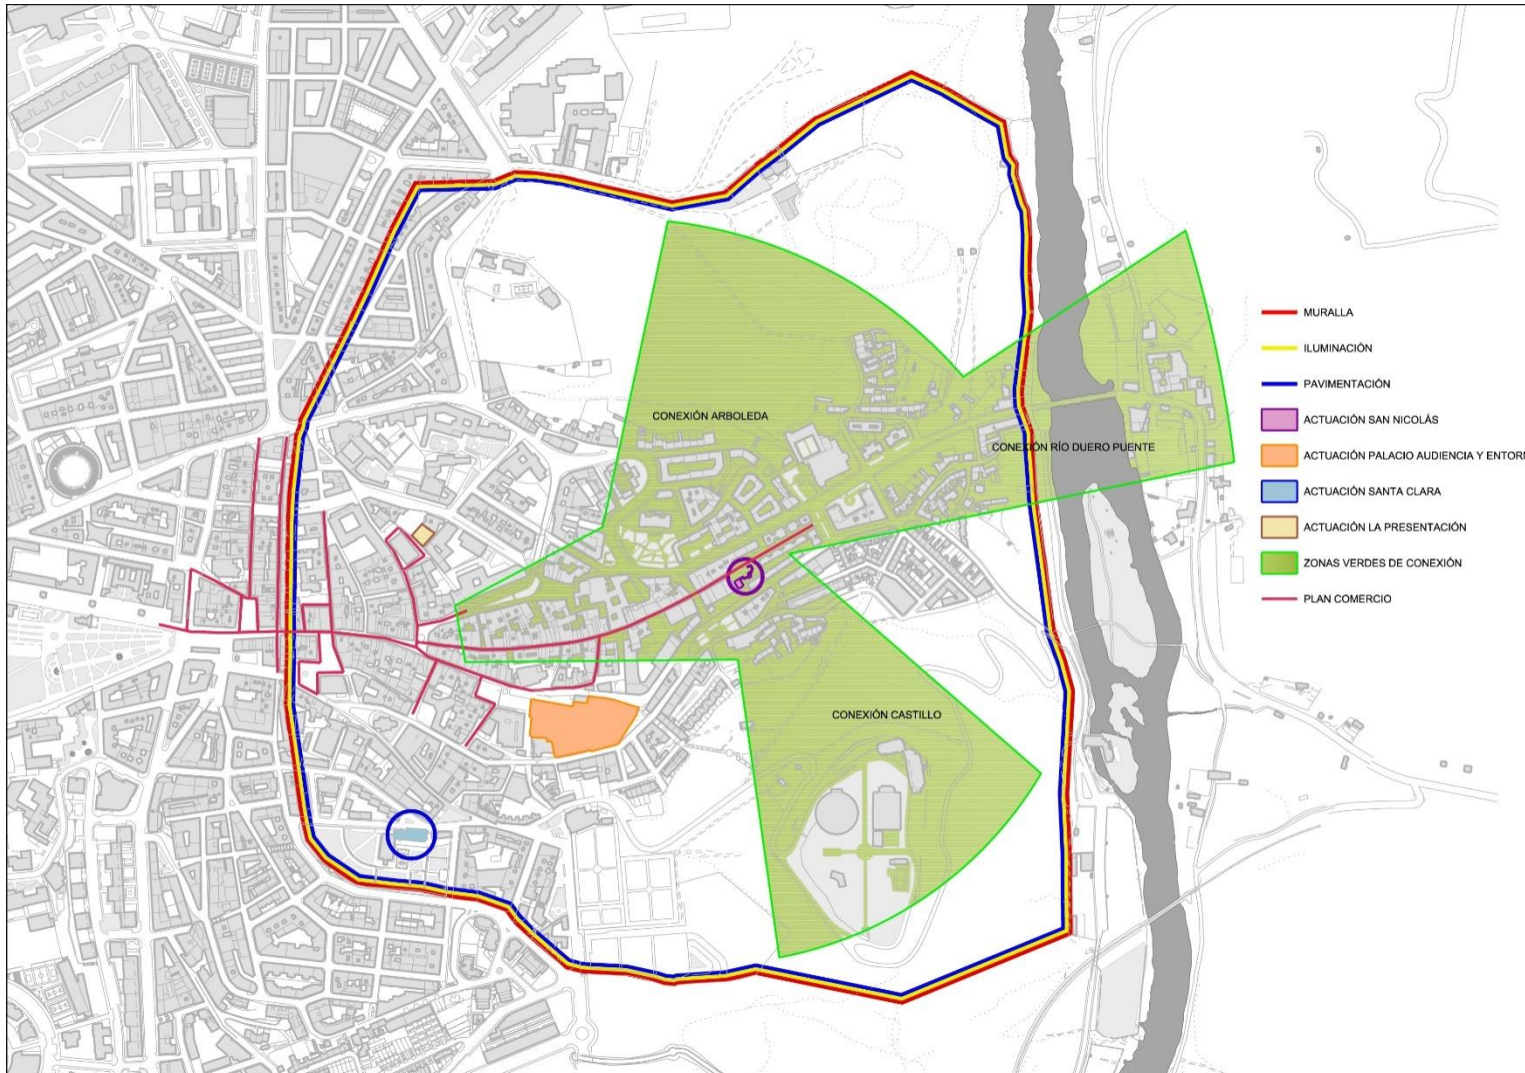 MURALLA
ILUMINACIÓN
PAVIMENTACIÓN
CONEXIÓN ARBOLEDA
ACTUACIÓN SAN NICOLÁS
CONEXIÓN RÍO DUERO PUENTE
ACTUACIÓN PALACIO AUDIENCIA Y ENTORN
ACTUACIÓN SANTA CLARA
ACTUACIÓN LA PRESENTACIÓN
ZONAS VERDES DE CONEXIÓN
PLAN COMERCIO
CONEXIÓN CASTILLO